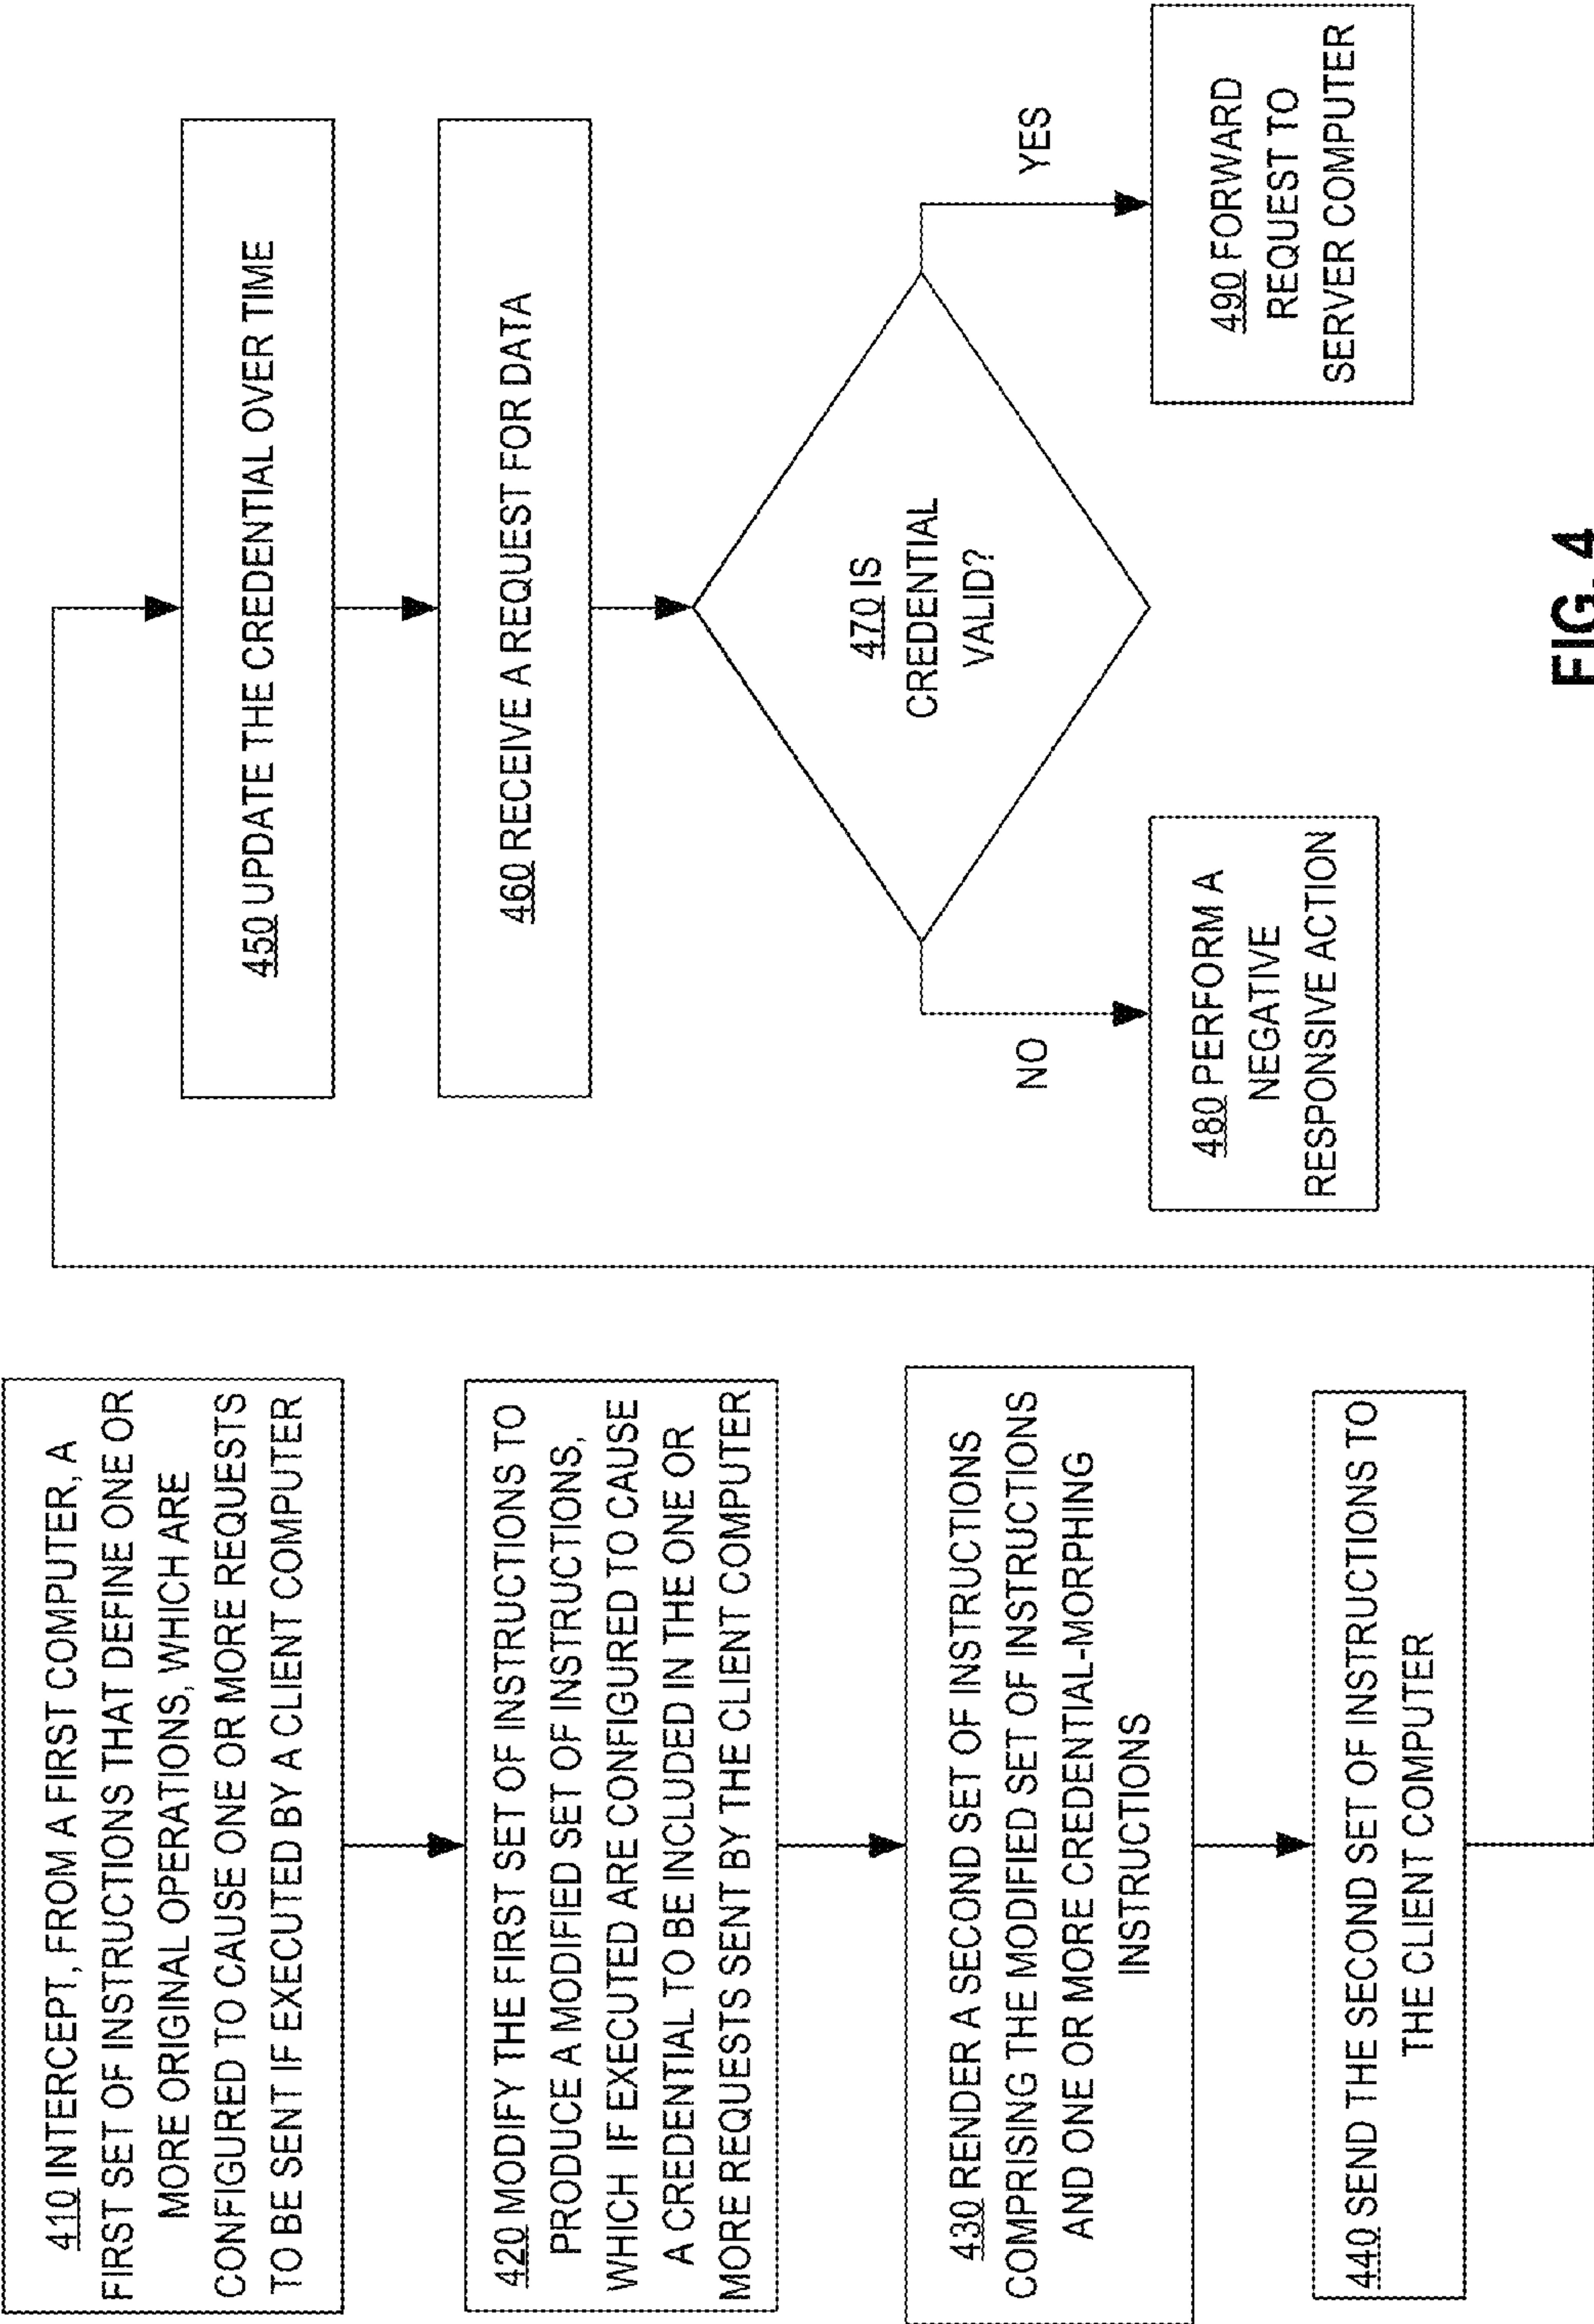 410 INTERCEPT, FROM A FIRST COMPUTER, A
FIRST SET OF INSTRUCTIONS THAT DEFINE ONE OR
MORE ORIGINAL OPERATIONS, WHICH ARE
CONFIGURED TO CAUSE ONE OR MORE REQUESTS
TO BE SENT IF EXECUTED BY A CLIENT COMPUTER
420 MODIFY THE FIRST SET OF INSTRUCTIONS TO
PRODUCE A MODIFIED SET OF INSTRUCTIONS,
WHICH IF EXECUTED ARE CONFIGURED TO CAUSE
A CREDENTIAL TO BE INCLUDED IN THE ONE OR
MORE REQUESTS SENT BY THE CLIENT COMPUTER
430 RENDER A SECOND SET OF INSTRUCTIONS
COMPRISING THE MODIFIED SET OF INSTRUCTIONS
AND ONE OR MORE CREDENTIAL-MORPHING
INSTRUCTIONS
440 SEND THE SECOND SET OF INSTRUCTIONS TO
THE CLIENT COMPUTER
450 UPDATE THE CREDENTIAL OVER TIME
460 RECEIVE A REQUEST FOR DATA
470 IS
CREDENTIAL
VALID?
NO
YES
480 PERFORM A
NEGATIVE
RESPONSIVE ACTION
490 FORWARD
REQUEST TO
SERVER COMPUTER
FIG. 4